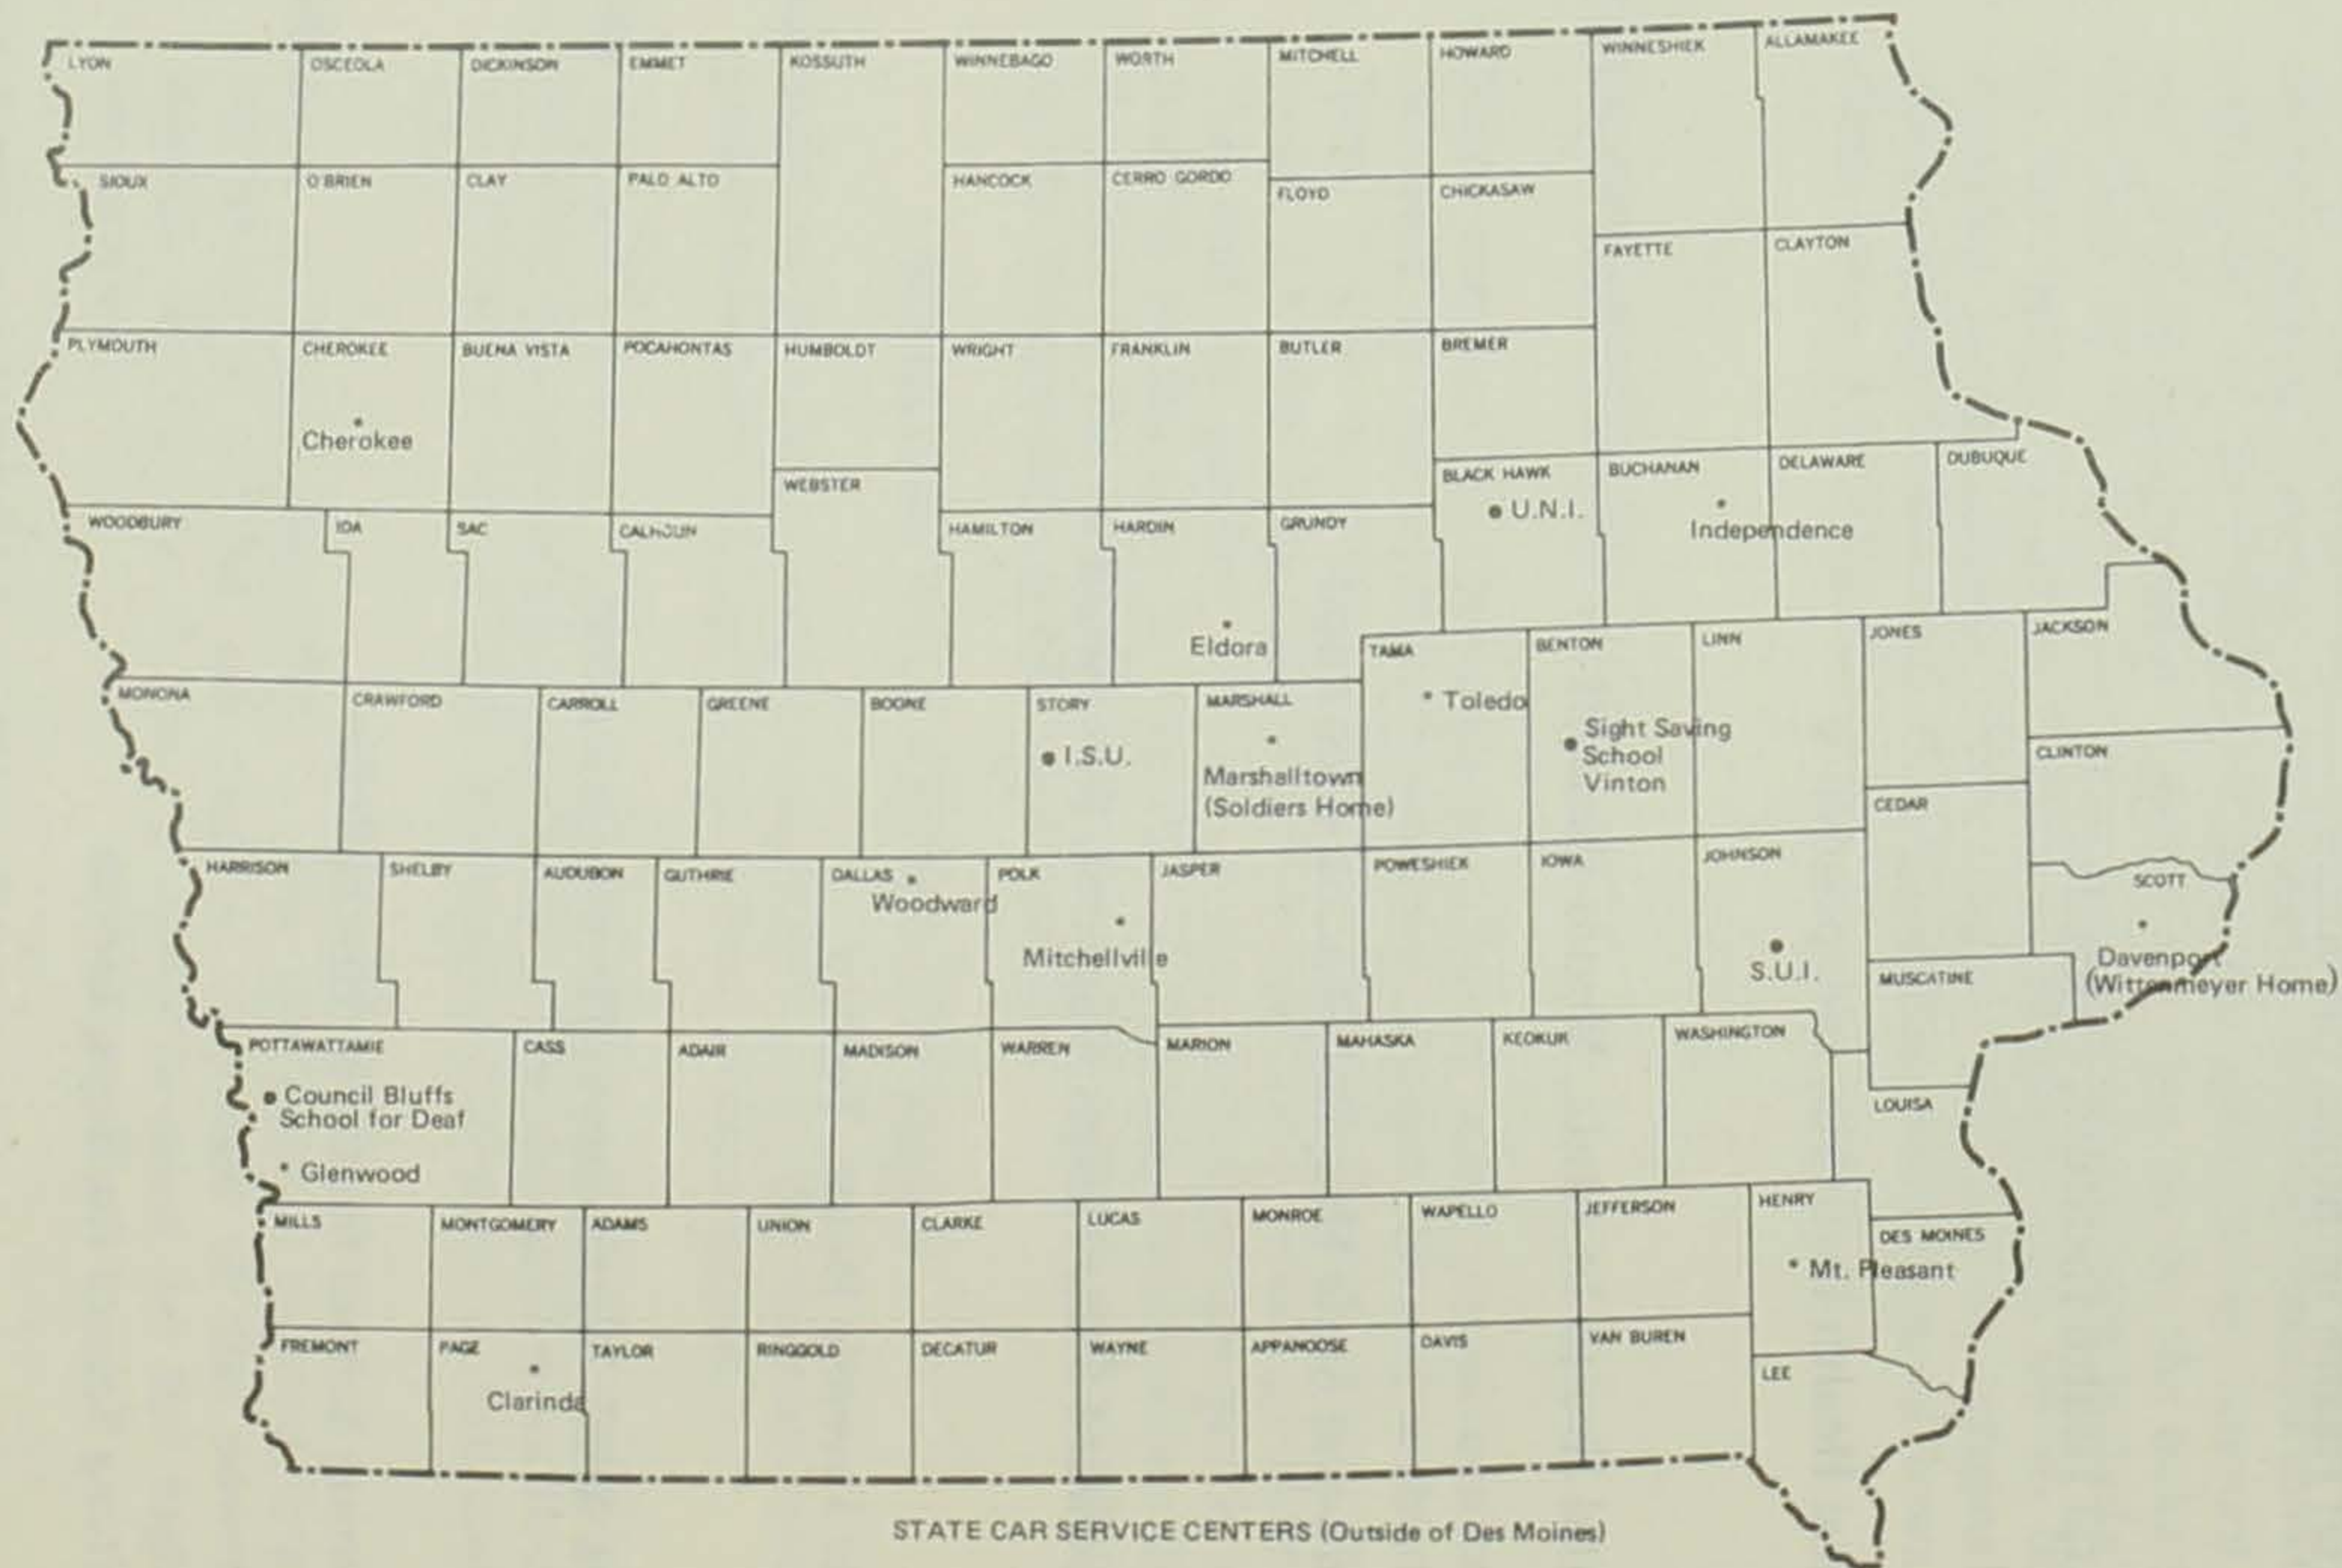 LYON
OSCEOLA
DICKINSON
EMMET
KOSSUTH
WINNEBAGO
WORTH
MITCHELL
HOWARD
WINNESHIEK
ALLAMAKEE
SIOUX
O'BRIEN
CLAY
PALO ALTO
HANCOCK
CERRO GORDO
FLOYD
CHICKASAW
FAYETTE
CLAYTON
PLYMOUTH
CHEROKEE
BUENA VISTA
POCAHONTAS
HUMBOLDT
WRIGHT
FRANKLIN
BUTLER
BREMER
Cherokee
WEBSTER
BLACK HAWK
BUCHANAN
DELAWARE
DUBUQUE
U.N.I.
Independence
WOODBURY
IDA
SAC
CALHOUN
HAMILTON
HARDIN
GRUNDY
Eldora
TAMA
BENTON
LINN
JONES
JACKSON
MONONA
CRAWFORD
CARROLL
GREENE
BOONE
STORY
MARSHALL
Toledo
I.S.U.
Marshalltown
(Soldiers Home)
Sight Saving
School
Vinton
CLINTON
CEDAR
HARRISON
SHELBY
AUDUBON
GUTHRIE
DALLAS
POLK
JASPER
POWESHIEK
IOWA
JOHNSON
SCOTT
Woodward
Mitchellville
S.U.I.
Davenport
(Wittenmeyer Home)
MUSCATINE
POTTAWATTAMIE
CASS
ADAIR
MADISON
WARREN
MARION
MAHASKA
KEOKUK
WASHINGTON
LOUISA
Council Bluffs
School for Deaf
Glenwood
MILLS
MONTGOMERY
ADAMS
UNION
CLARKE
LUCAS
MONROE
WAPELLO
JEFFERSON
HENRY
DES MOINES
Mt. Pleasant
FREMONT
PAGE
TAYLOR
RINGGOLD
DECATUR
WAYNE
APPANOOSE
DAVIS
VAN BUREN
LEE
Clarinda
STATE CAR SERVICE CENTERS (Outside of Des Moines)